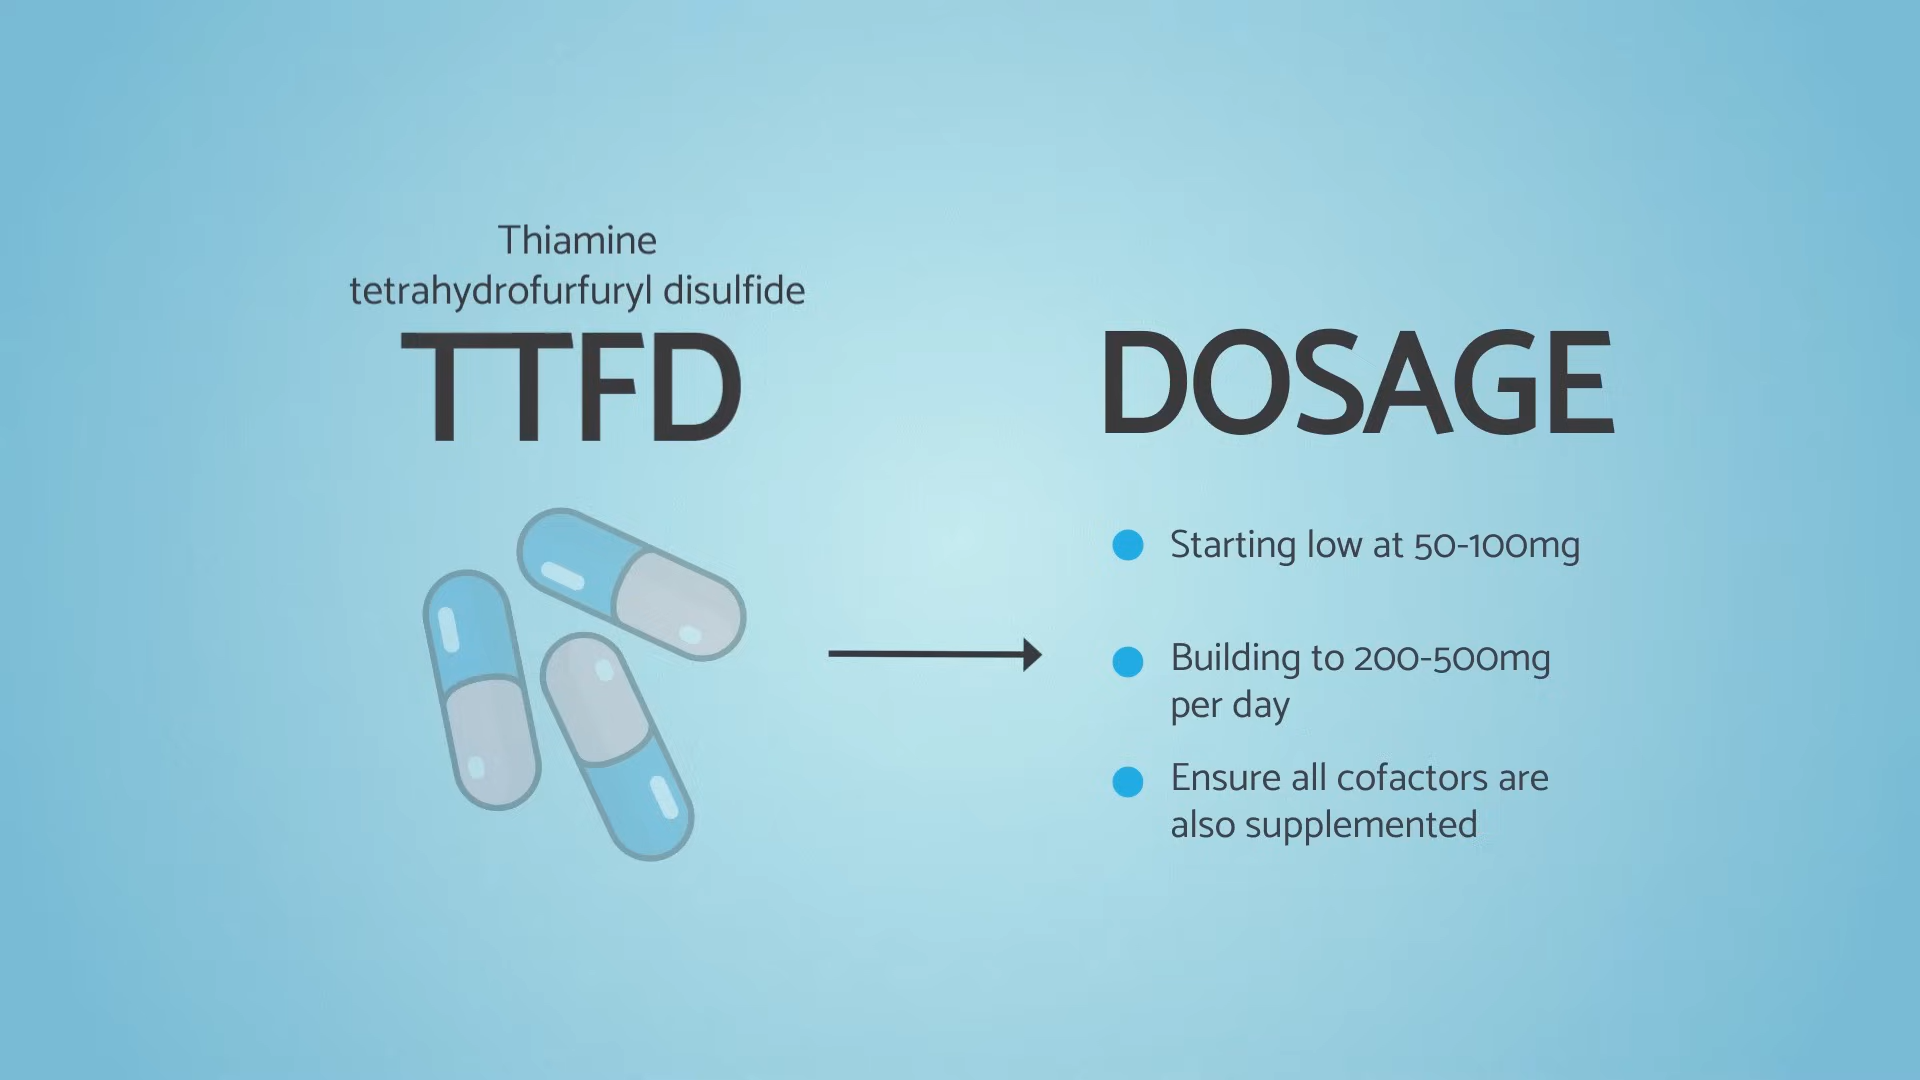 Thiamine
tetrahydrofurfuryl disulfide
TTFD
DOSAGE
Starting low at 50-100mg
Building to 200-500mg
per day
Ensure all cofactors are
also supplemented